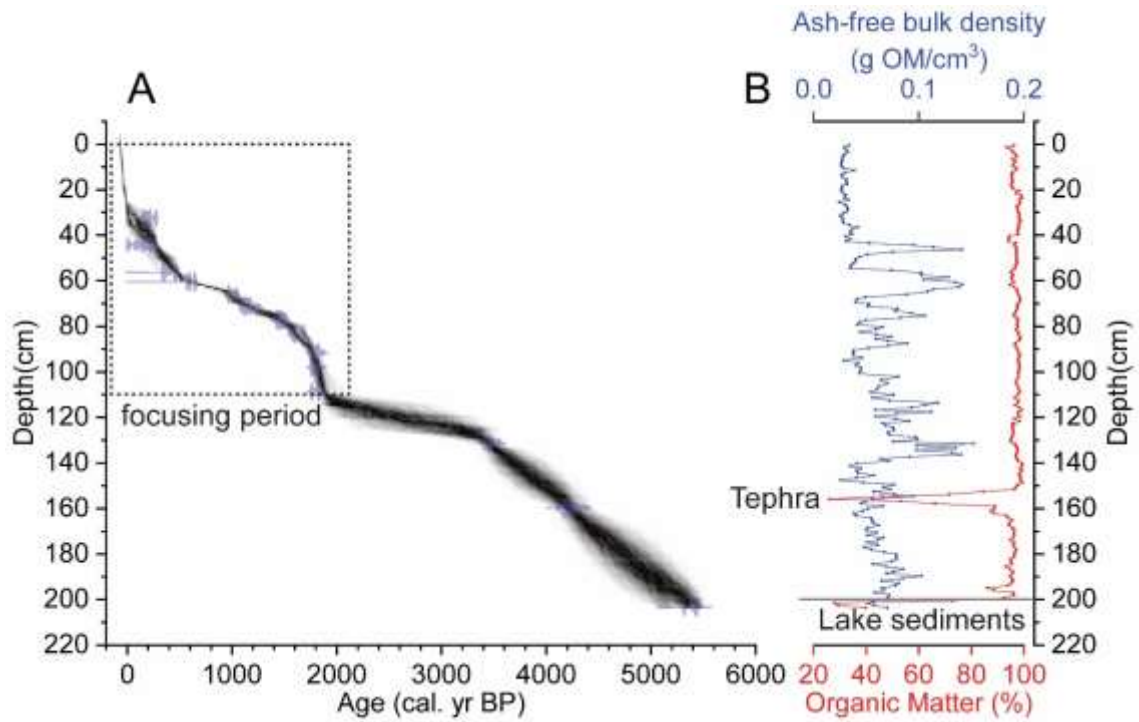 Ash-free bulk density
(g OM/cm³)
A
B
0.0 0.1 0.2
0
20
40
60
80
100
120
140
160
180
200
220
Depth(cm)
focusing period
0 1000 2000 3000 4000 5000 6000
Age (cal. yr BP)
Tephra
Lake sediments
0
20
40
60
80
100
120
140
160
180
200
220
Depth(cm)
20 40 60 80 100
Organic Matter (%)